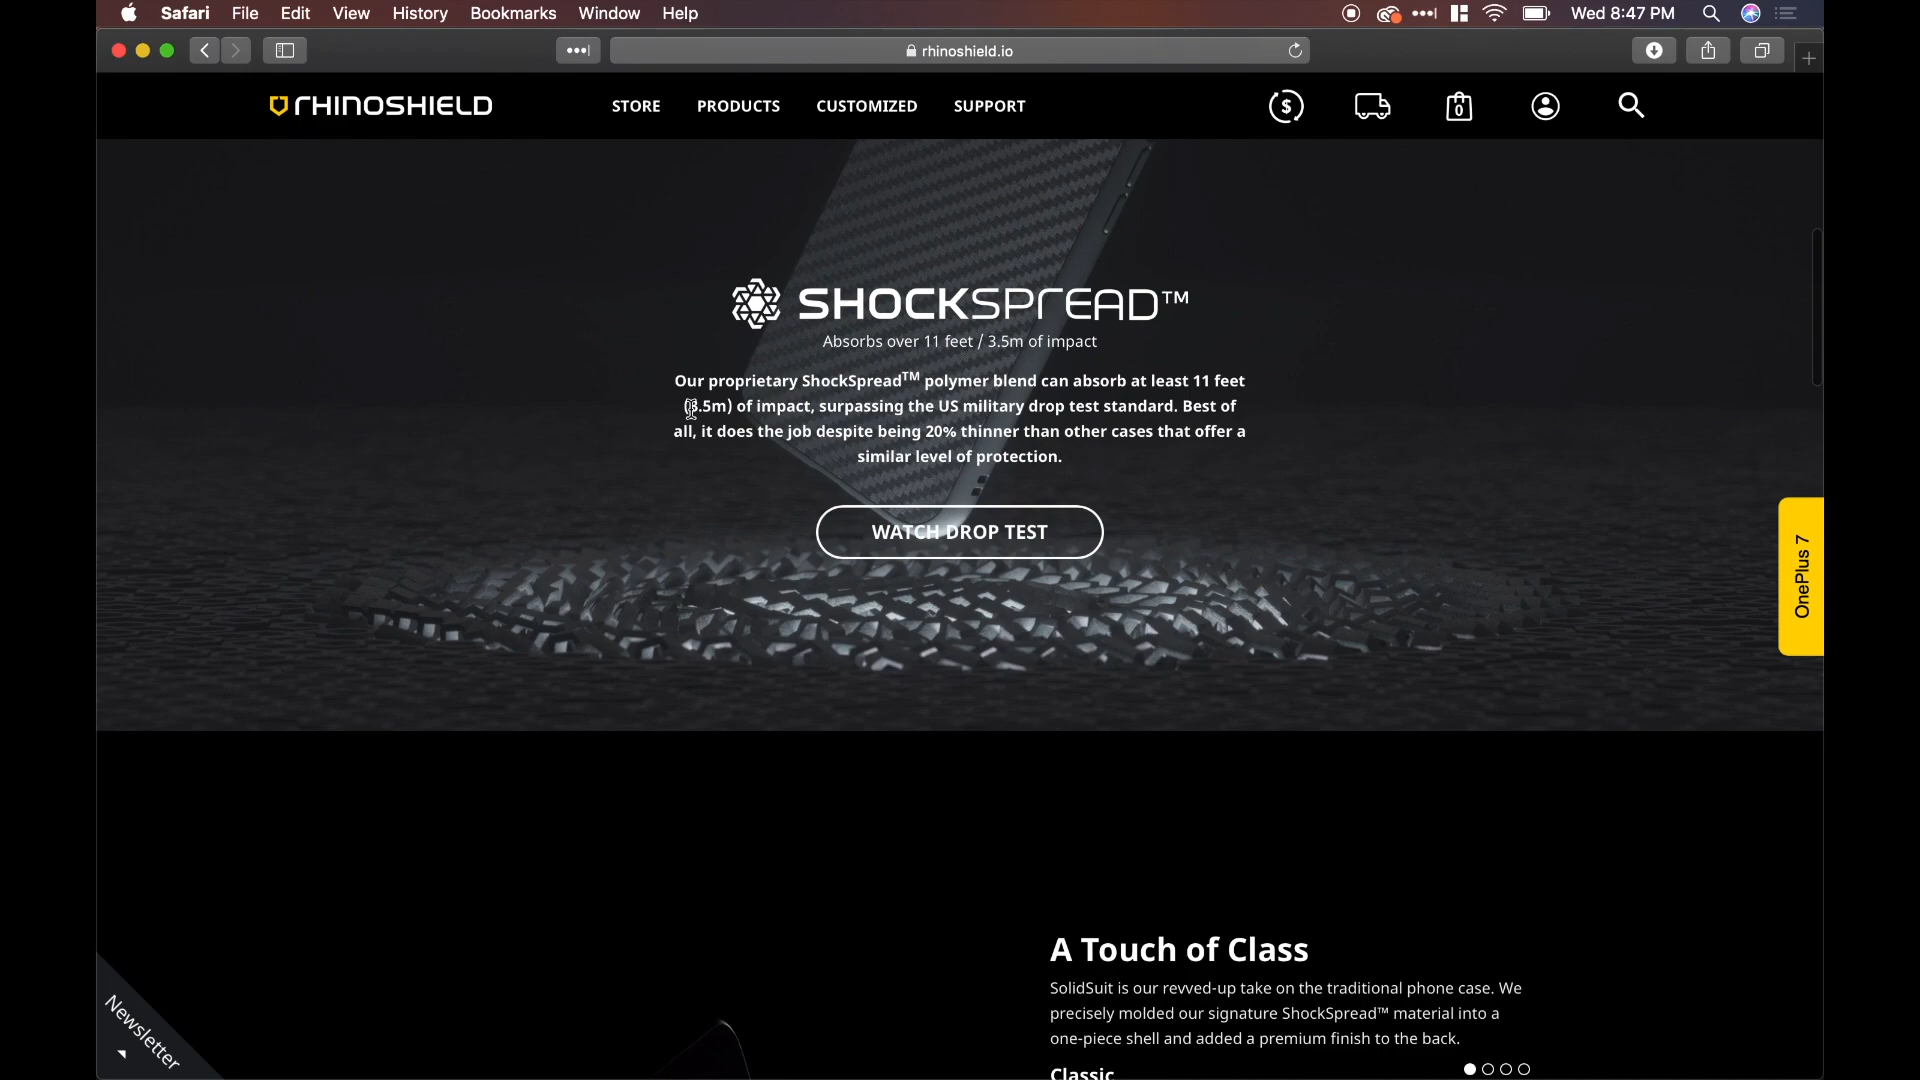 Safari File Edit View History Bookmarks Window Help Wed 8:47 PM
rhinoshield.io
RHINOSHIELD STORE PRODUCTS CUSTOMIZED SUPPORT $ 0
SHOCKSPREAD™
Absorbs over 11 feet / 3.5m of impact
Our proprietary ShockSpread™ polymer blend can absorb at least 11 feet
(3.5m) of impact, surpassing the US military drop test standard. Best of
all, it does the job despite being 20% thinner than other cases that offer a
similar level of protection.
WATCH DROP TEST
OnePlus 7
A Touch of Class
SolidSuit is our revved-up take on the traditional phone case. We
precisely molded our signature ShockSpread™ material into a
one-piece shell and added a premium finish to the back.
Classic
Newsletter